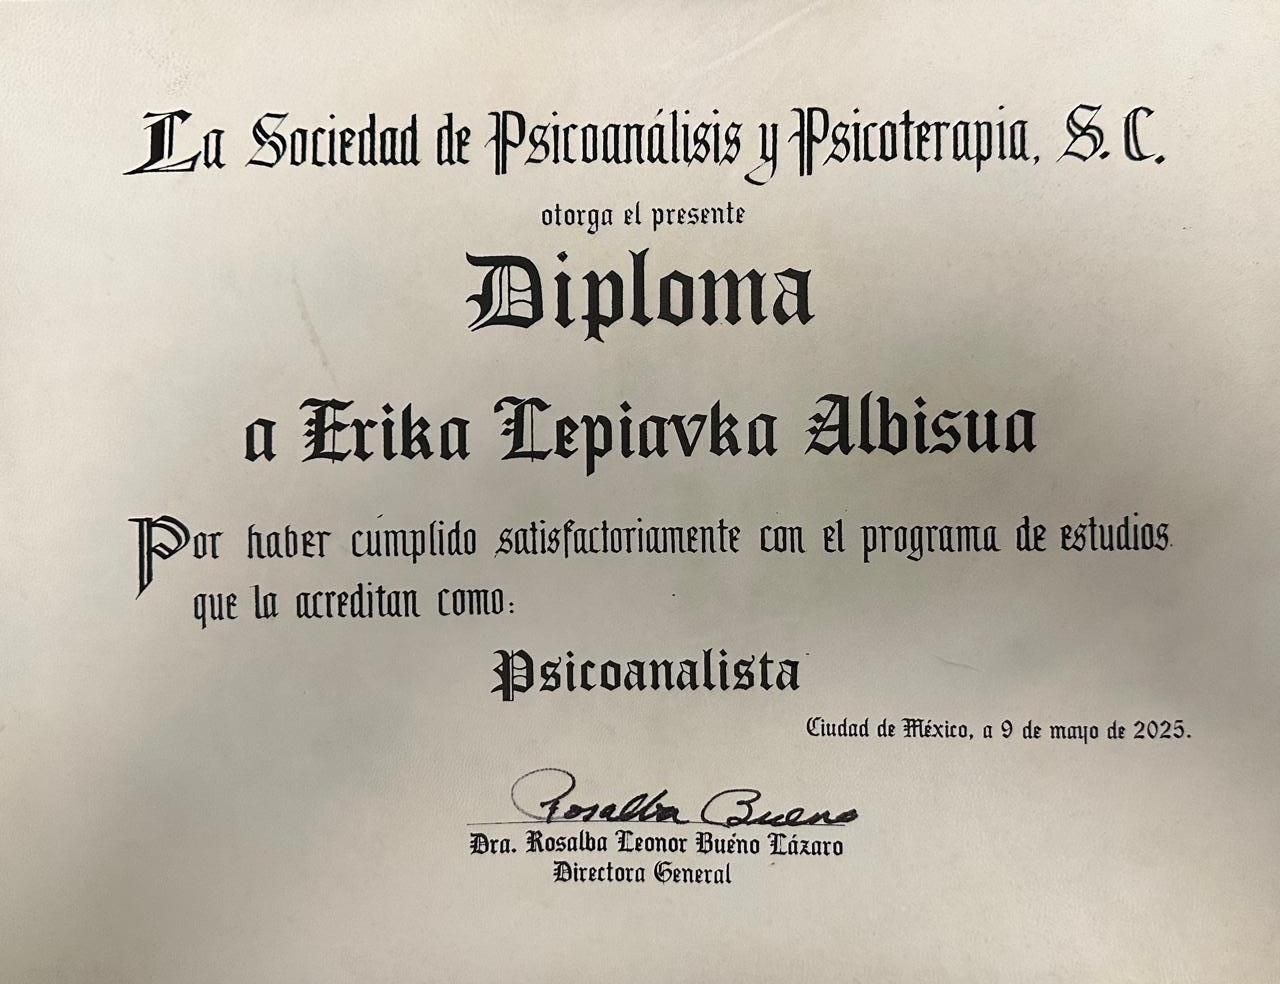 La Sociedad de Psicoanálisis y Psicoterapia, S.C.
otorga el presente
Diploma
a Erika Lepiavka Albisua
Por haber cumplido satisfactoriamente con el programa de estudios
que la acreditan como:
Psicoanalista
Ciudad de México, a 9 de mayo de 2025.
Rosalba Bueno
Dra. Rosalba Leonor Bueno Lázaro
Directora General